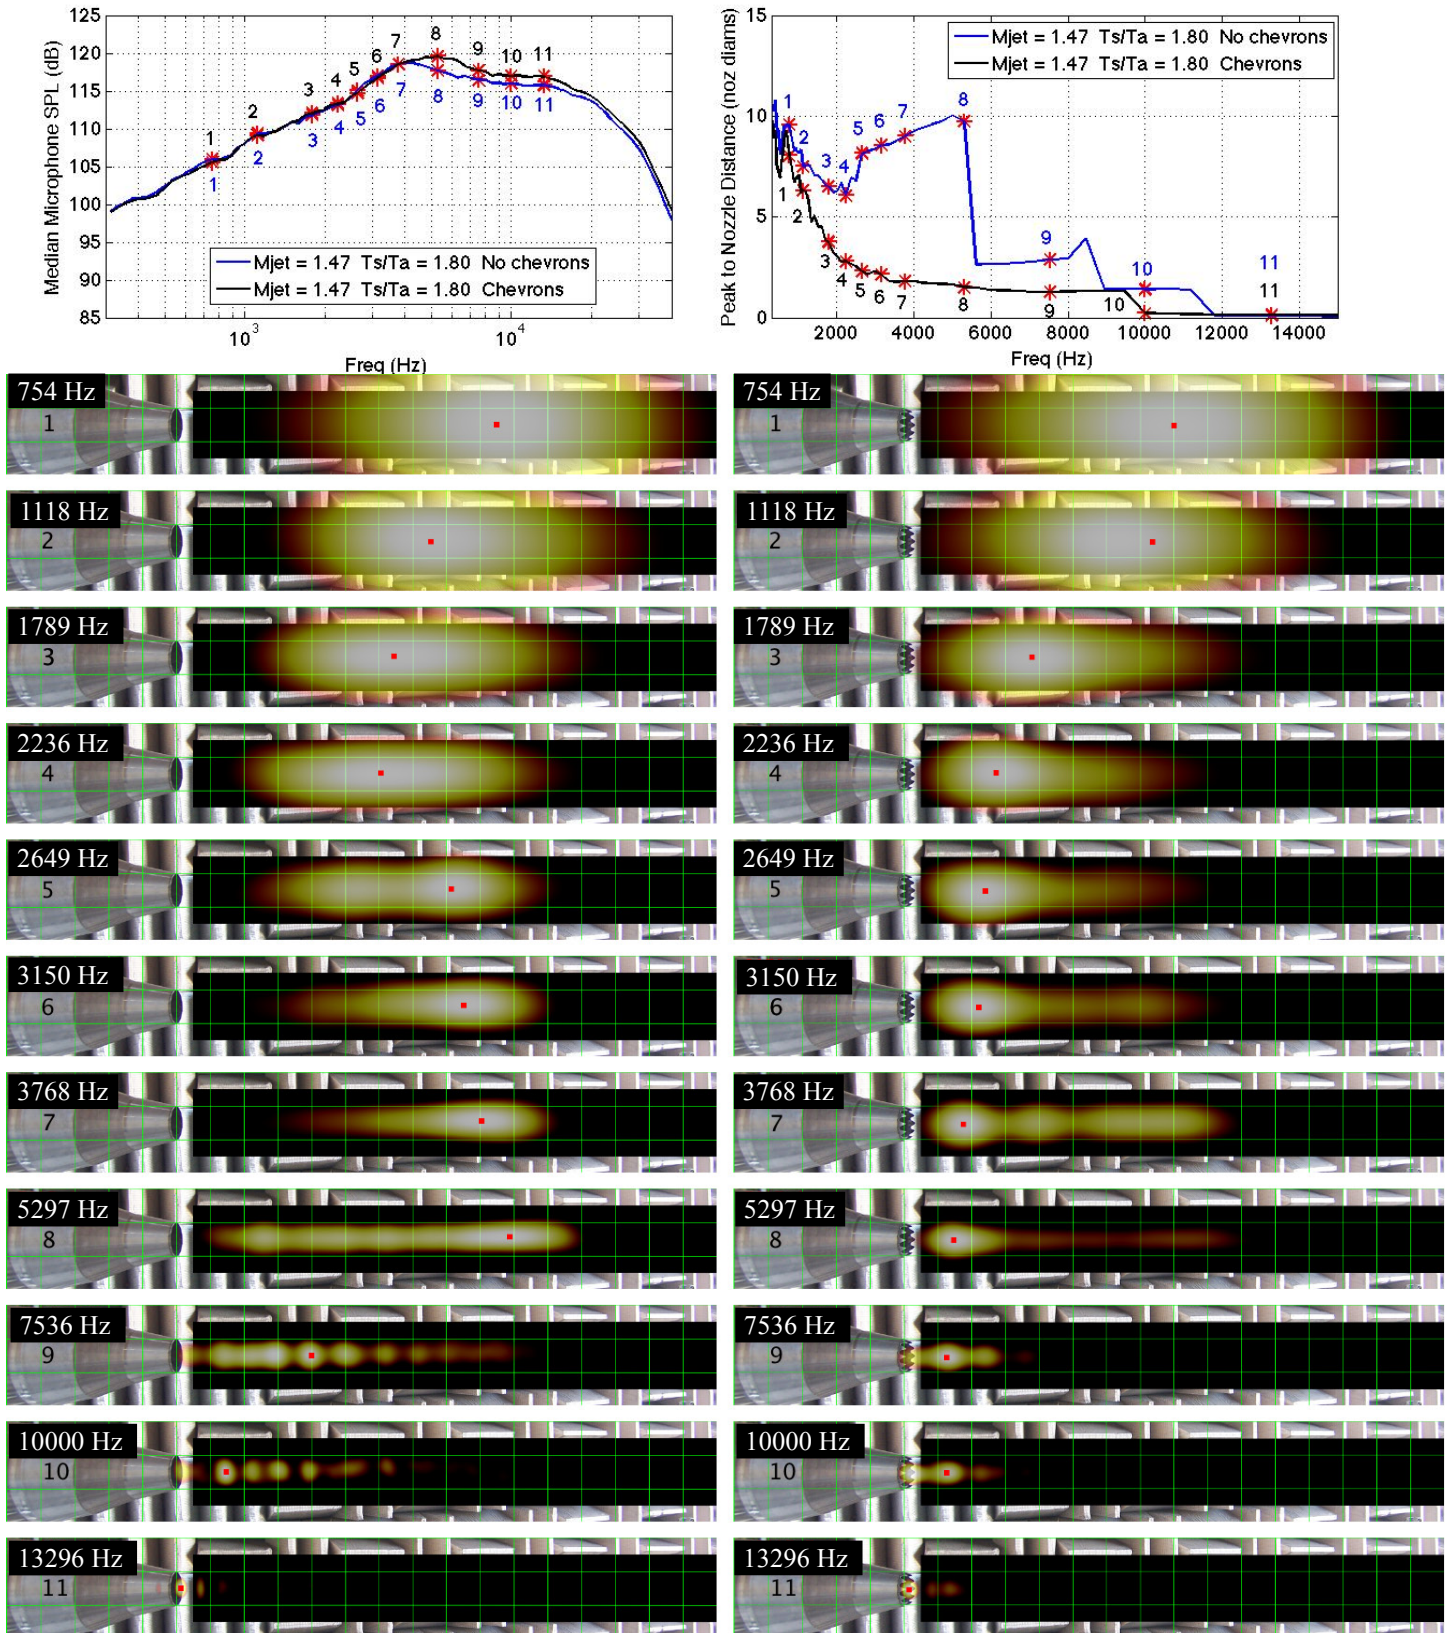 125
120
115
110
105
100
95
90
85
Median Microphone SPL (dB)
1 2 3 4 5 6 7 8 9 10 11
1 2 3 4 5 6 7 8 9 10 11
Mjet = 1.47 Ts/Ta = 1.80 No chevrons
Mjet = 1.47 Ts/Ta = 1.80 Chevrons
10³ 10⁴
Freq (Hz)
15
10
5
0
Peak to Nozzle Distance (noz diams)
Mjet = 1.47 Ts/Ta = 1.80 No chevrons
Mjet = 1.47 Ts/Ta = 1.80 Chevrons
1 2 3 4 5 6 7 8 9 10 11
1 2 3 4 5 6 7 8 9 10 11
2000 4000 6000 8000 10000 12000 14000
Freq (Hz)
754 Hz
1
754 Hz
1
1118 Hz
2
1118 Hz
2
1789 Hz
3
1789 Hz
3
2236 Hz
4
2236 Hz
4
2649 Hz
5
2649 Hz
5
3150 Hz
6
3150 Hz
6
3768 Hz
7
3768 Hz
7
5297 Hz
8
5297 Hz
8
7536 Hz
9
7536 Hz
9
10000 Hz
10
10000 Hz
10
13296 Hz
11
13296 Hz
11